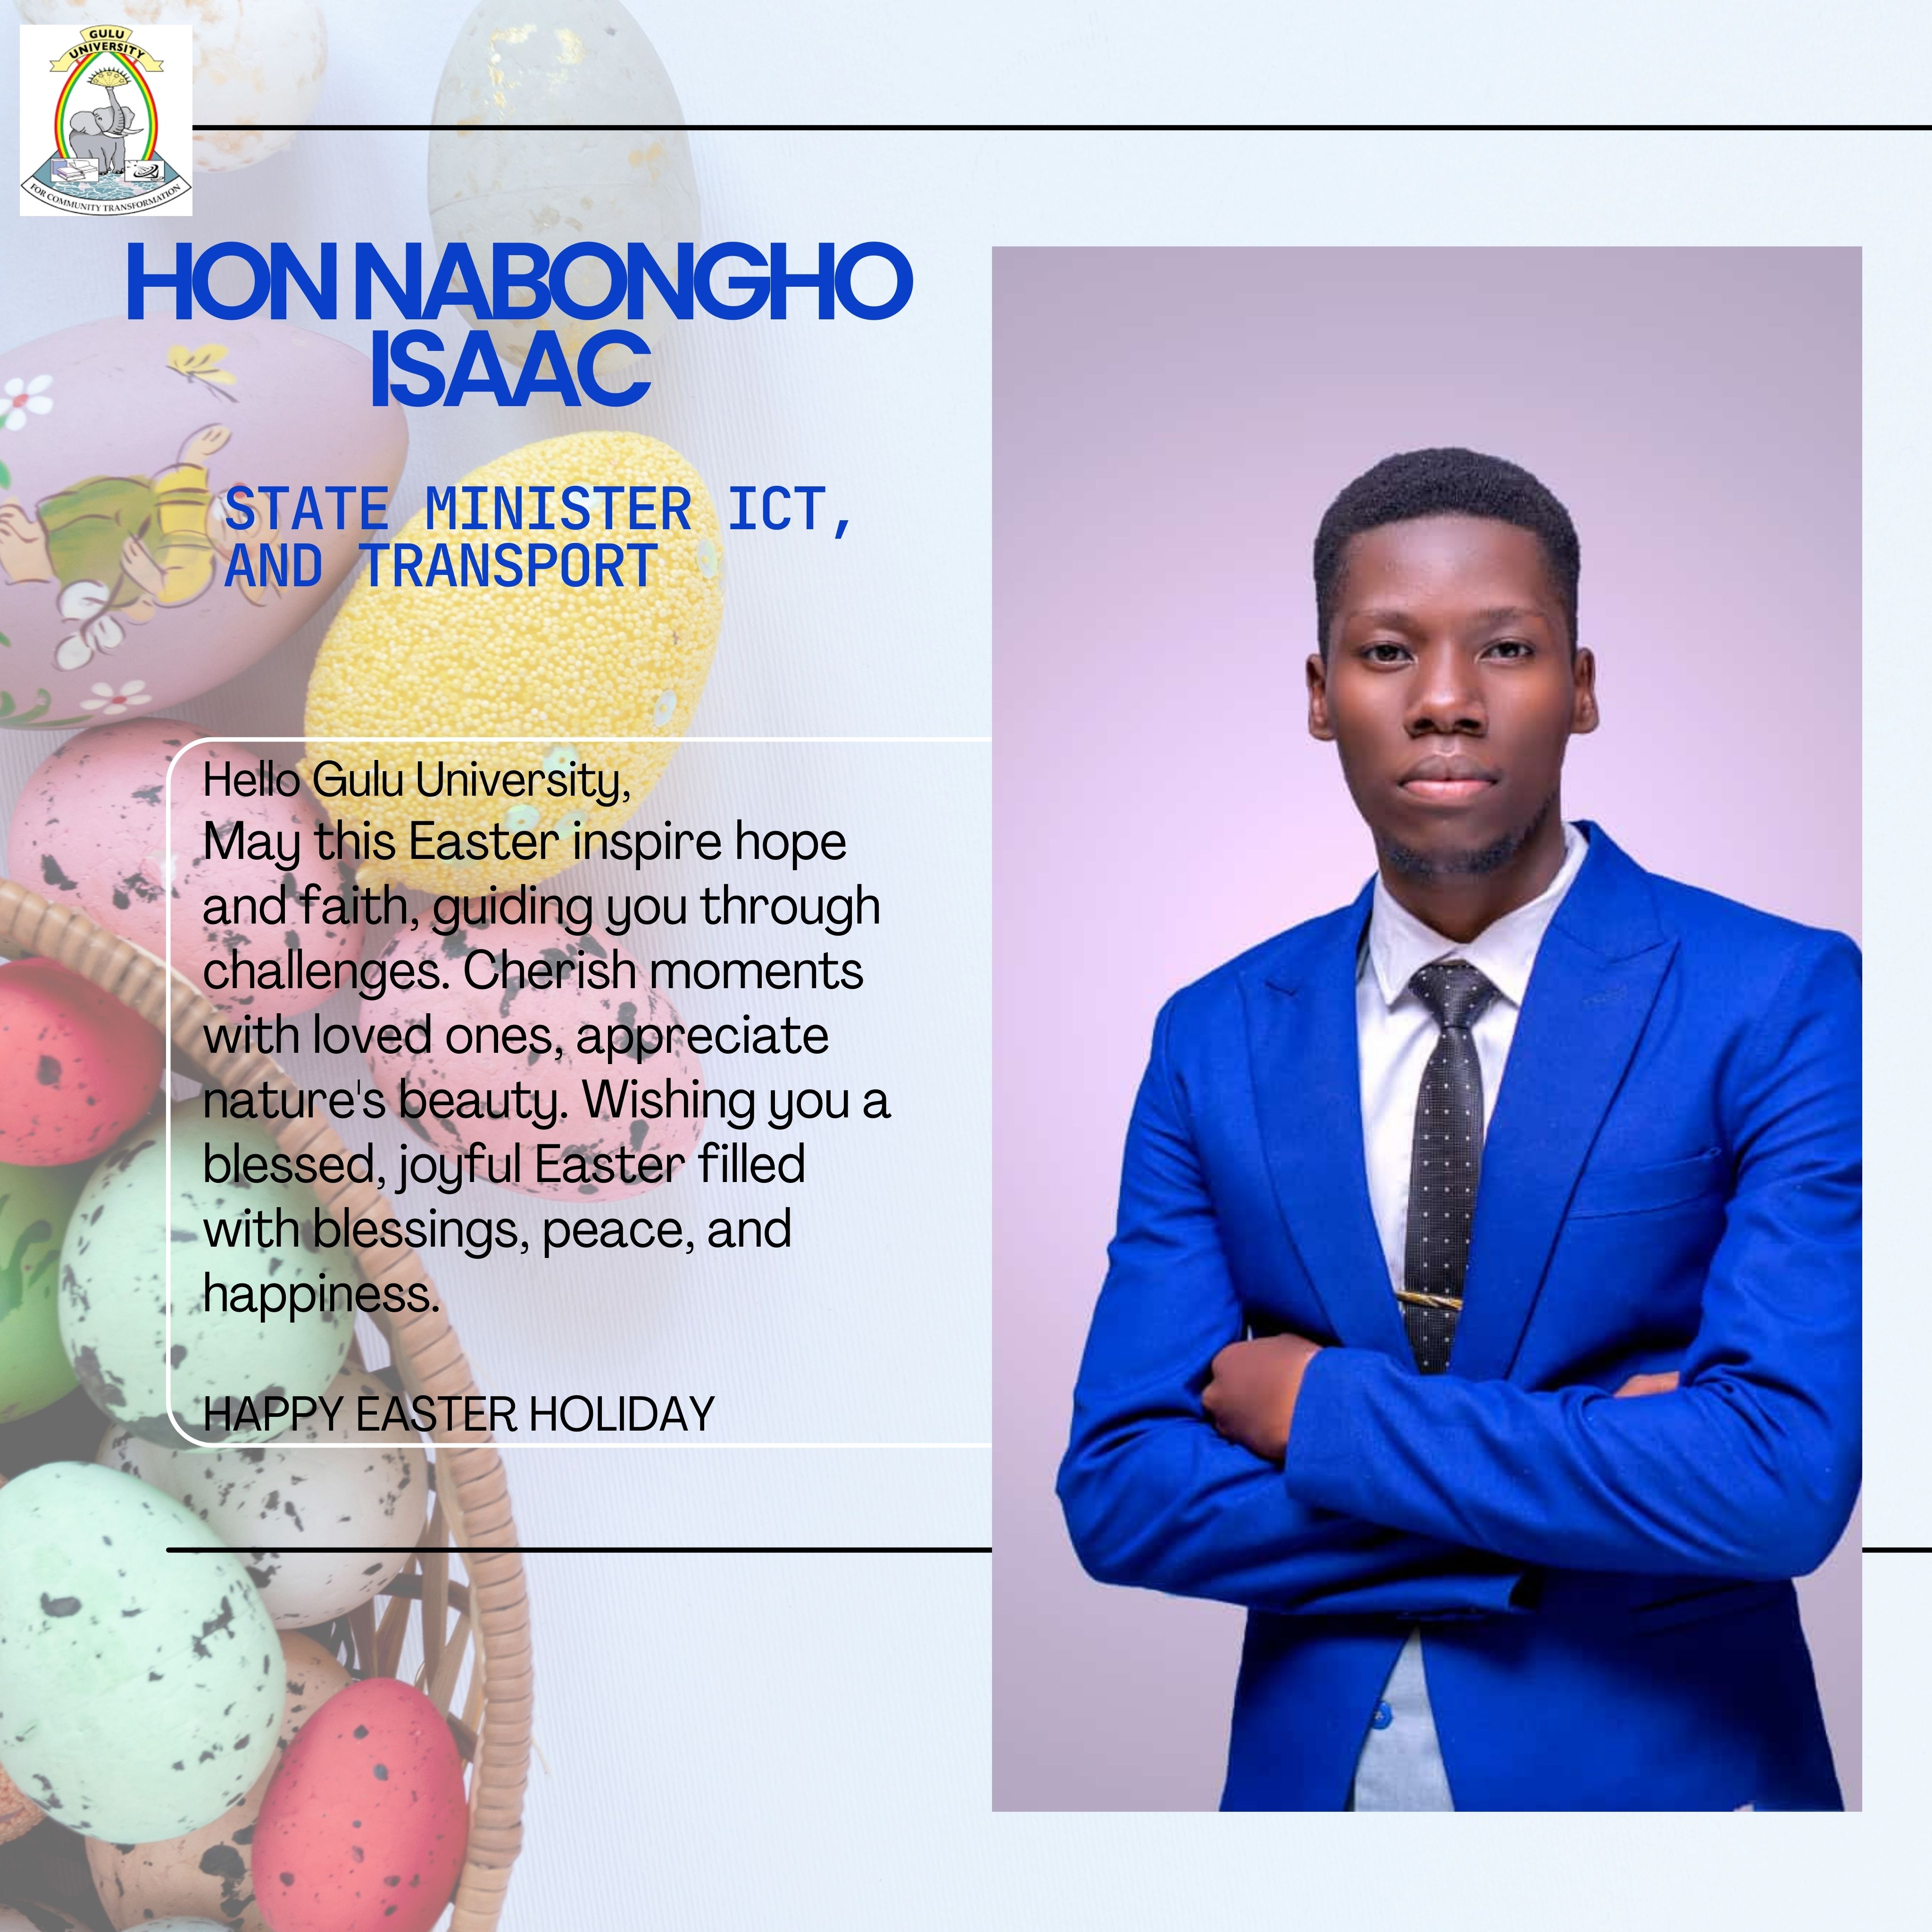 GULU
UNIVERSITY
FOR COMMUNITY TRANSFORMATION
HON NABONGHO
ISAAC
STATE MINISTER ICT,
AND TRANSPORT
Hello Gulu University,
May this Easter inspire hope
and faith, guiding you through
challenges. Cherish moments
with loved ones, appreciate
nature's beauty. Wishing you a
blessed, joyful Easter filled
with blessings, peace, and
happiness.
HAPPY EASTER HOLIDAY